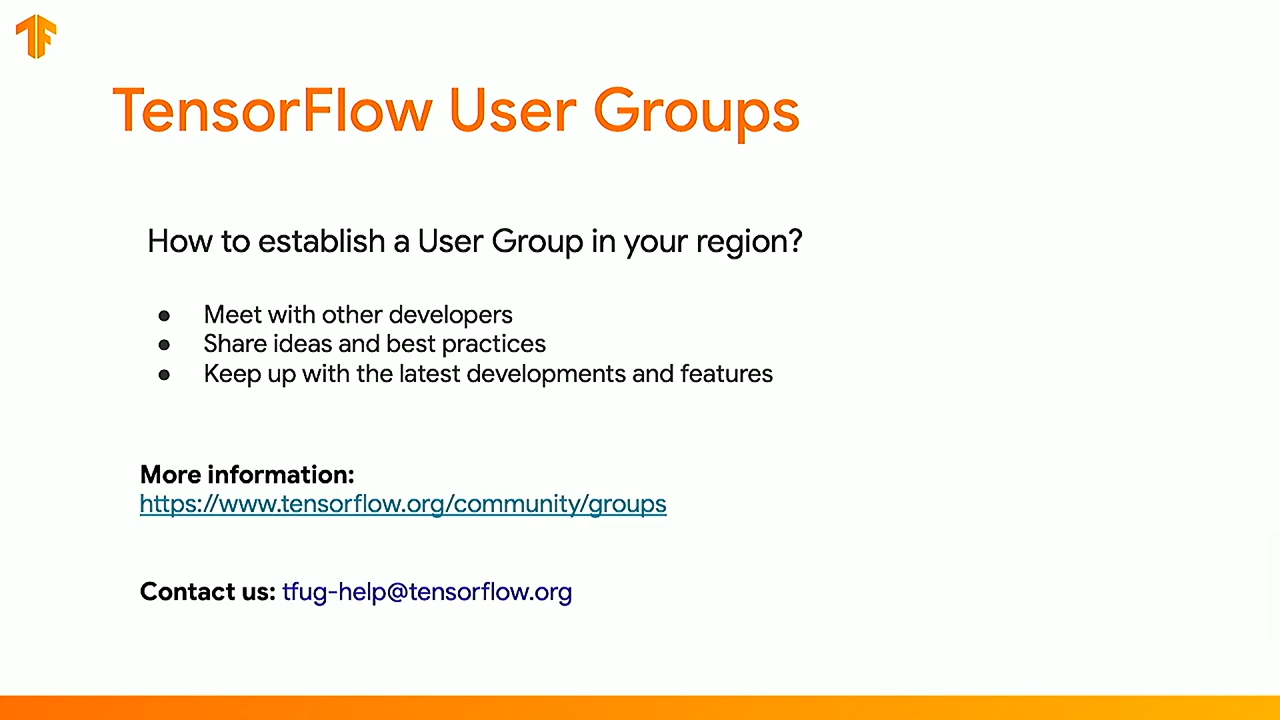 TensorFlow User Groups
How to establish a User Group in your region?
● Meet with other developers
● Share ideas and best practices
● Keep up with the latest developments and features
More information:
https://www.tensorflow.org/community/groups
Contact us: tfug-help@tensorflow.org